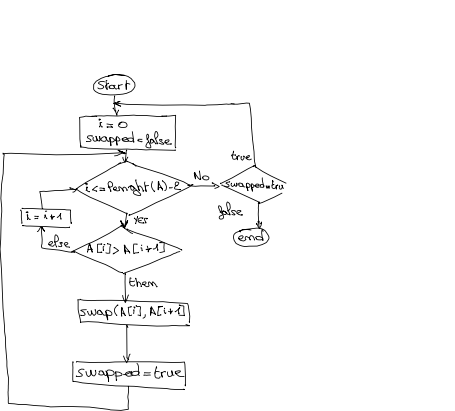 Start
i=0
swapped=false
true
i<=lenght(A)-2
No
swapped=tru
yes
false
i=i+1
end
else
A[i]>A[i+1]
then
swap(A[i],A[i+1]
swapped=true